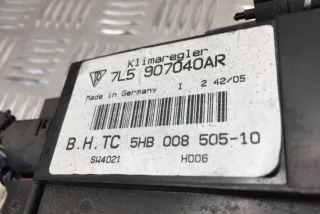 Klimaregler
7L5 907040AR
Made in Germany I 2 42/05
B.H.TC 5HB 008 505-10
SW4021 H006